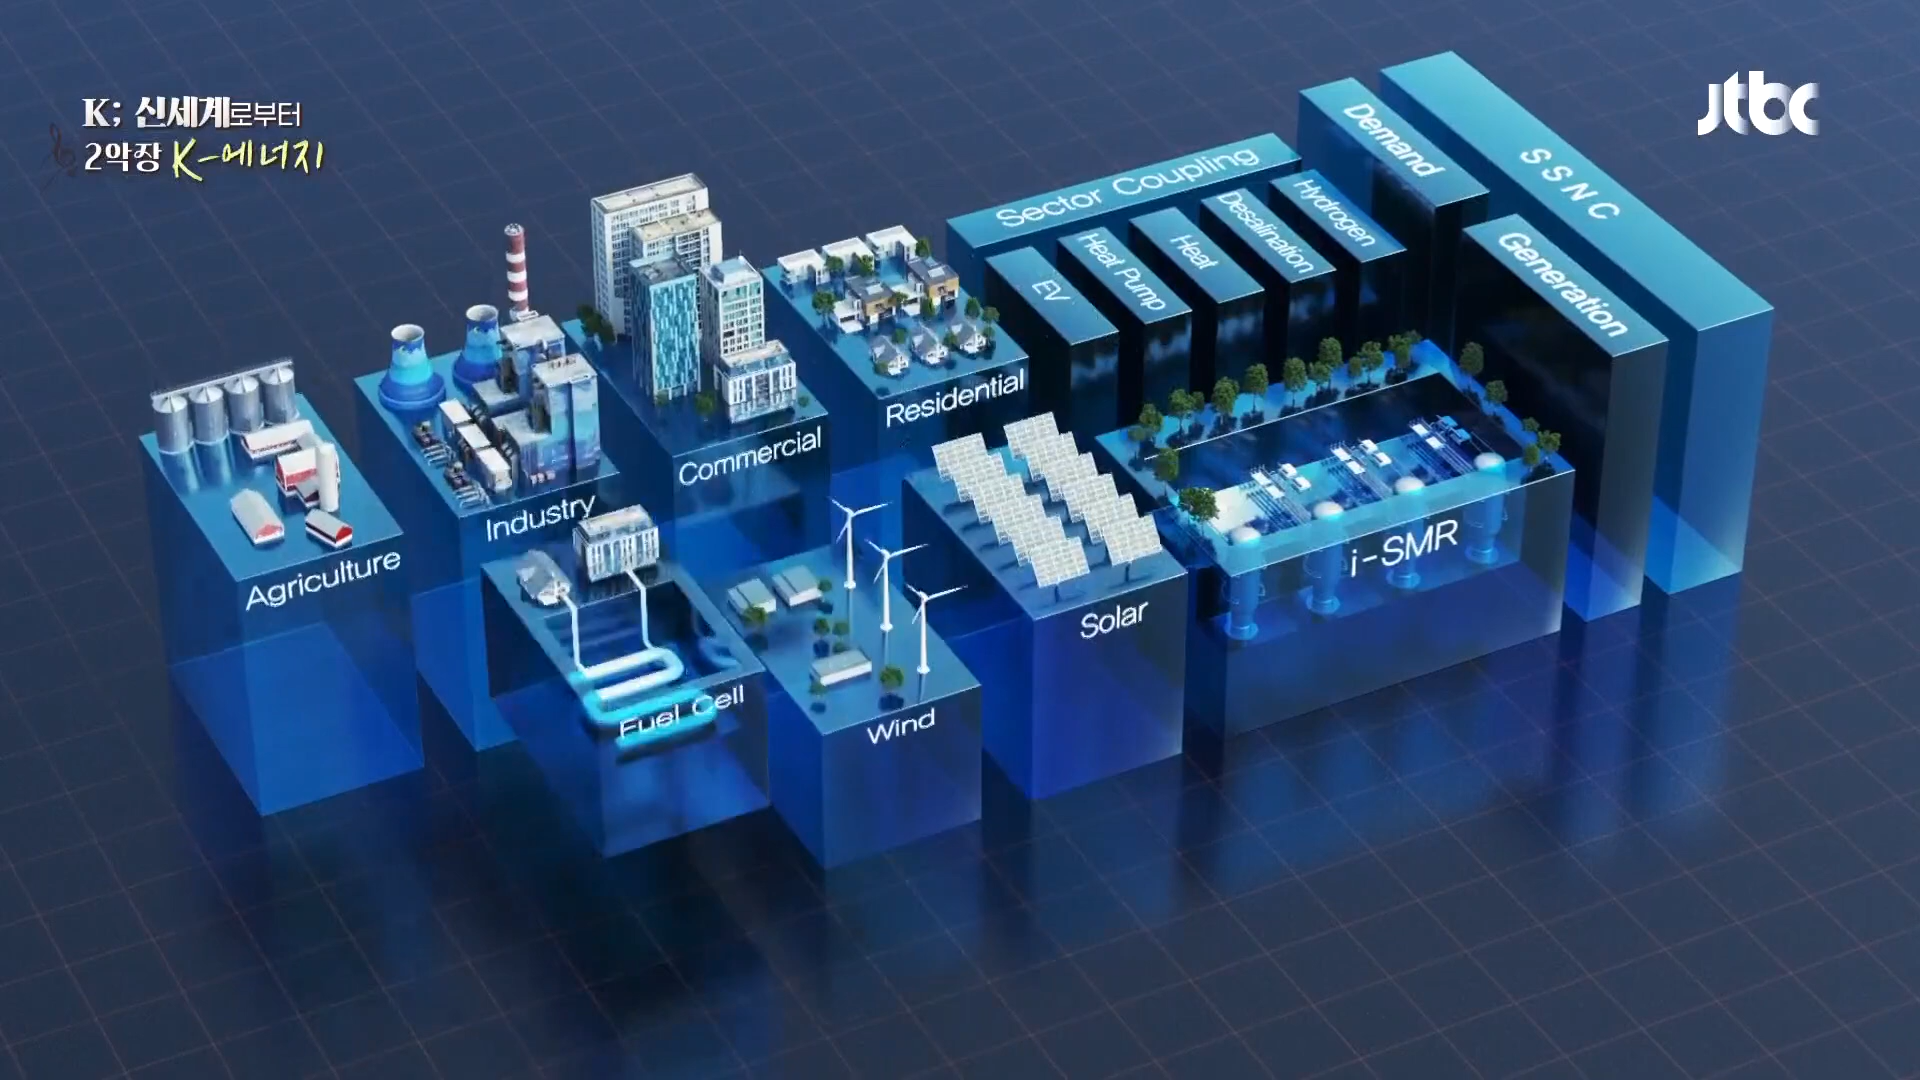 K; 신세계로부터
2악장 K-에너지
jtbc
SSNC
Demand
Generation
Sector Coupling
EV
Heat Pump
Heat
Desalination
Hydrogen
Residential
Commercial
Industry
Agriculture
Fuel Cell
Wind
Solar
i-SMR